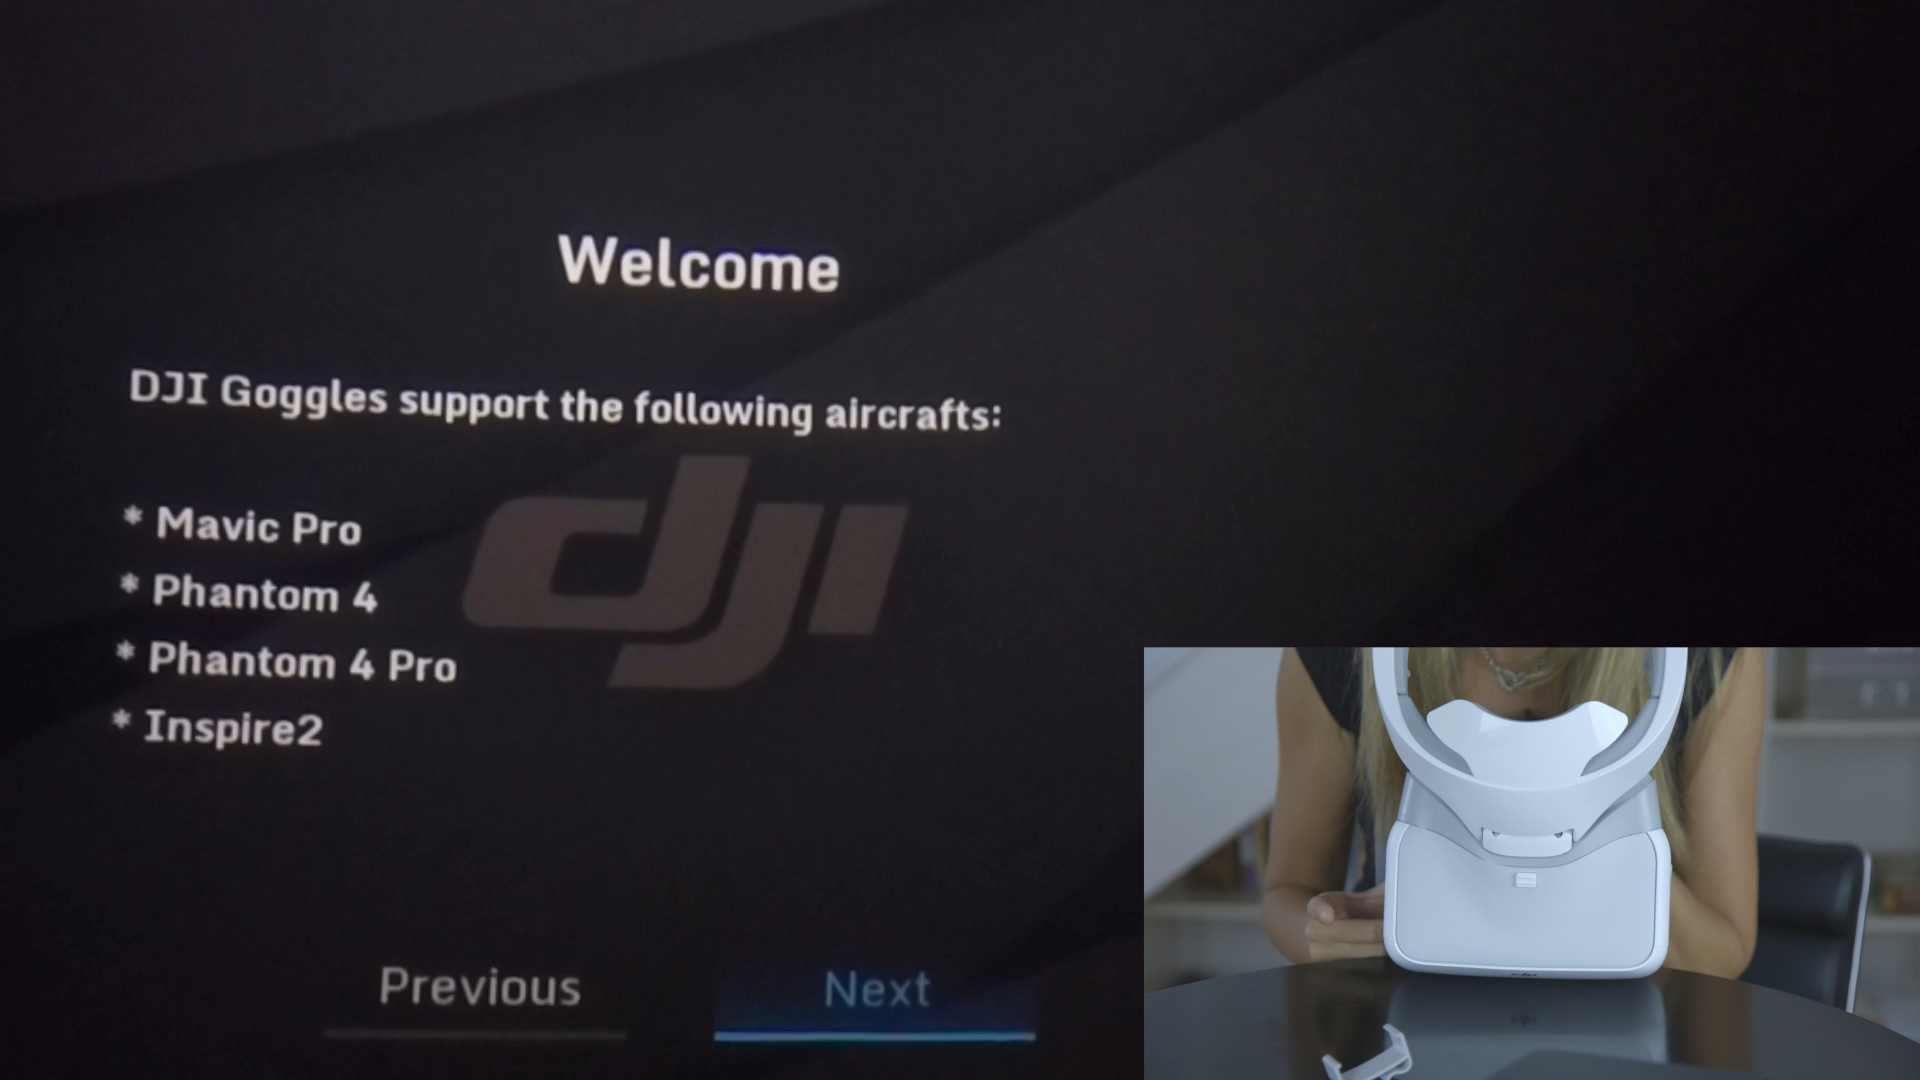 Welcome
DJI Goggles support the following aircrafts:
* Mavic Pro
* Phantom 4
* Phantom 4 Pro
* Inspire2
dji
Previous
Next